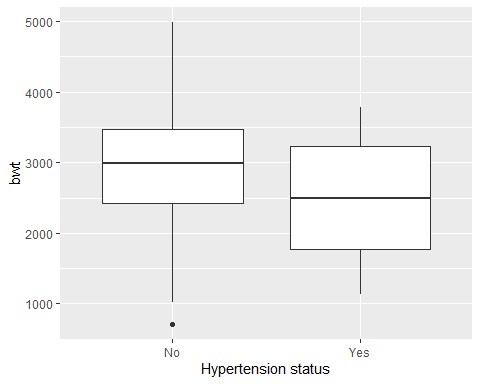 5000
4000
3000
2000
1000
bwt
No
Yes
Hypertension status